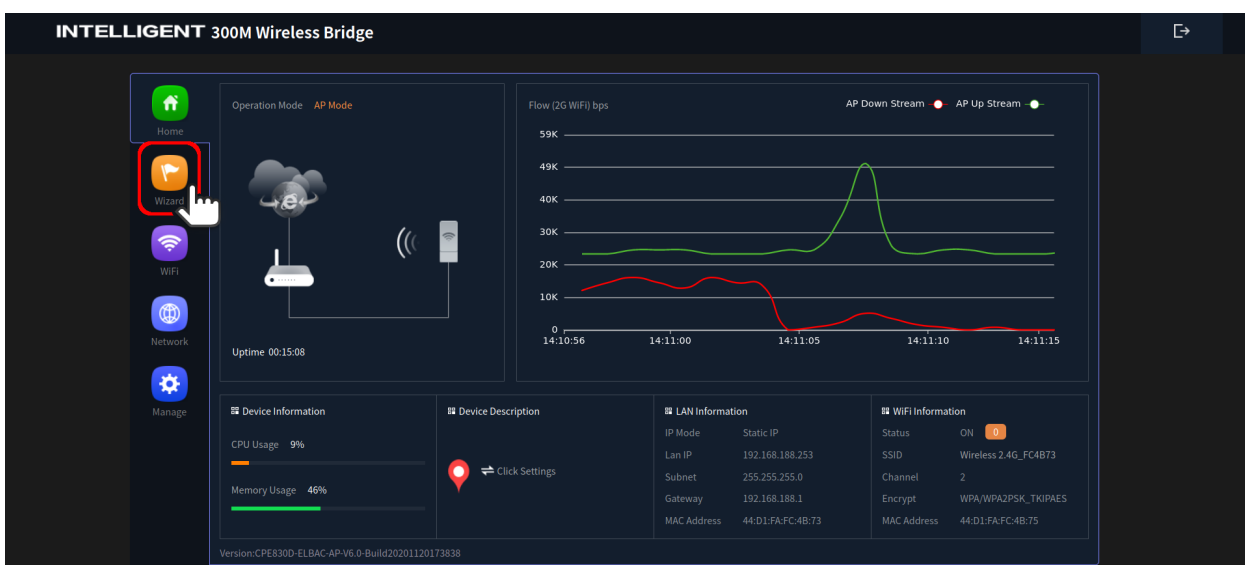 INTELLIGENT 300M Wireless Bridge
Home
Wizard
WiFi
Network
Manage
Operation Mode AP Mode
Uptime 00:15:08
Flow (2G WiFi) bps
AP Down Stream AP Up Stream
59K
49K
40K
30K
20K
10K
0
14:10:56 14:11:00 14:11:05 14:11:10 14:11:15
Device Information
CPU Usage 9%
Memory Usage 46%
Device Description
Click Settings
LAN Information
IP Mode Static IP
Lan IP 192.168.188.253
Subnet 255.255.255.0
Gateway 192.168.188.1
MAC Address 44:D1:FA:FC:4B:73
WiFi Information
Status ON 0
SSID Wireless 2.4G_FC4B73
Channel 2
Encrypt WPA/WPA2PSK_TKIPAES
MAC Address 44:D1:FA:FC:4B:75
Version:CPE830D-ELBAC-AP-V6.0-Build20201120173838